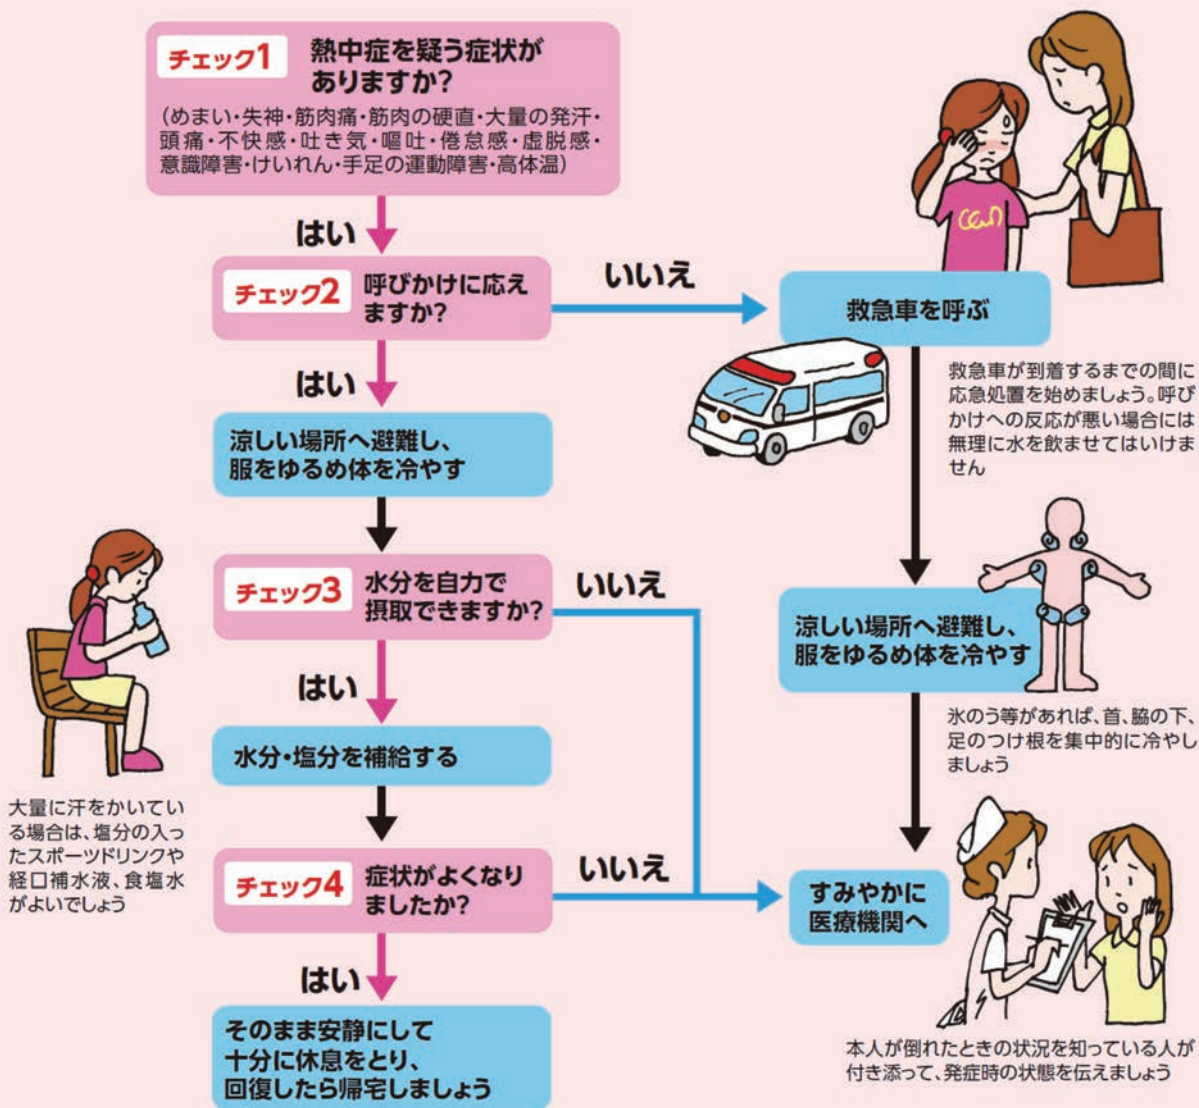 チェック1
熱中症を疑う症状が
ありますか?
(めまい・失神・筋肉痛・筋肉の硬直・大量の発汗・
頭痛・不快感・吐き気・嘔吐・倦怠感・虚脱感・
意識障害・けいれん・手足の運動障害・高体温)
はい
チェック2
呼びかけに応え
ますか?
いいえ
救急車を呼ぶ
救急車が到着するまでの間に
応急処置を始めましょう。呼び
かけへの反応が悪い場合には
無理に水を飲ませてはいけま
せん
はい
涼しい場所へ避難し、
服をゆるめ体を冷やす
チェック3
水分を自力で
摂取できますか?
いいえ
涼しい場所へ避難し、
服をゆるめ体を冷やす
氷のう等があれば、首、脇の下、
足のつけ根を集中的に冷やし
ましょう
はい
水分・塩分を補給する
大量に汗をかいてい
る場合は、塩分の入っ
たスポーツドリンクや
経口補水液、食塩水
がよいでしょう
チェック4
症状がよくなり
ましたか?
いいえ
すみやかに
医療機関へ
本人が倒れたときの状況を知っている人が
付き添って、発症時の状態を伝えましょう
はい
そのまま安静にして
十分に休息をとり、
回復したら帰宅しましょう